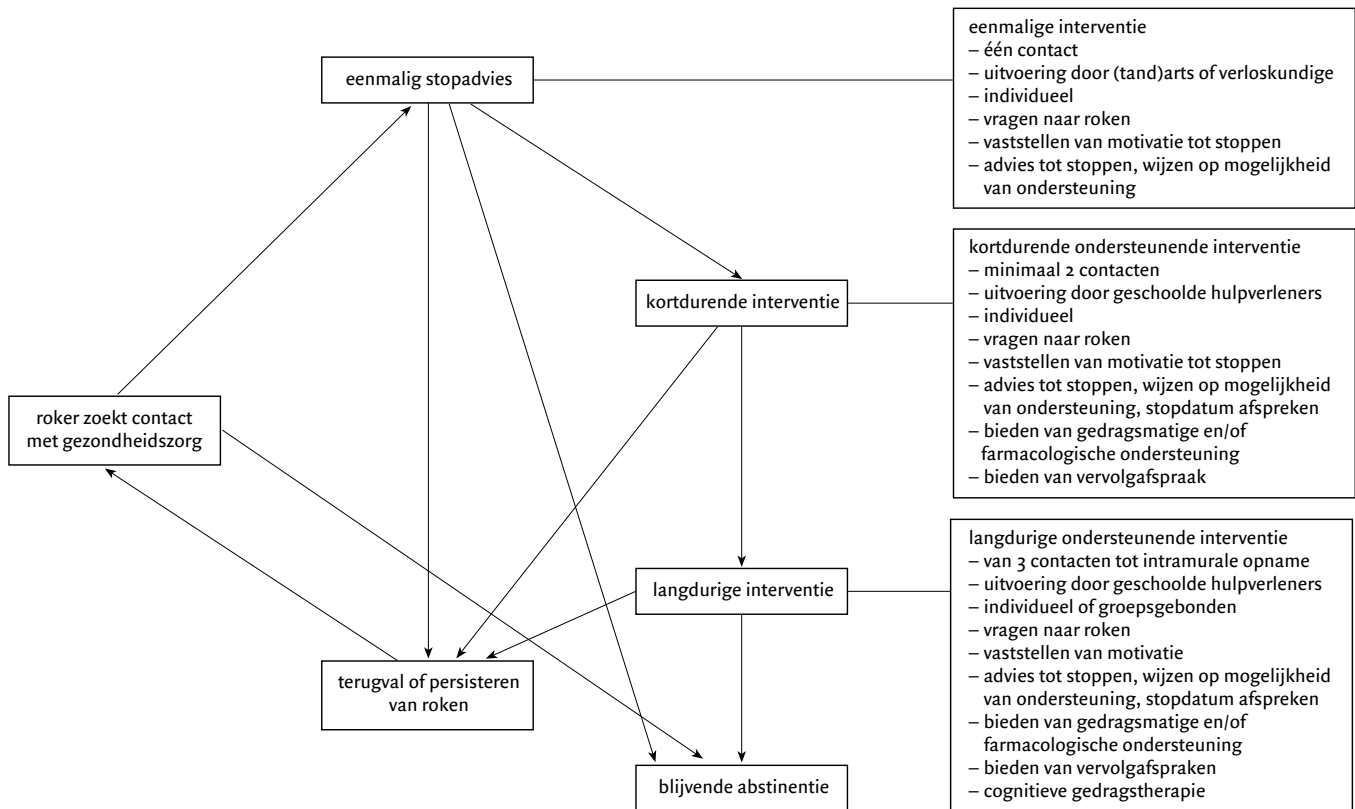 eenmalig stopadvies
eenmalige interventie
– één contact
– uitvoering door (tand)arts of verloskundige
– individueel
– vragen naar roken
– vaststellen van motivatie tot stoppen
– advies tot stoppen, wijzen op mogelijkheid
van ondersteuning
kortdurende interventie
kortdurende ondersteunende interventie
– minimaal 2 contacten
– uitvoering door geschoolde hulpverleners
– individueel
– vragen naar roken
– vaststellen van motivatie tot stoppen
– advies tot stoppen, wijzen op mogelijkheid
van ondersteuning, stopdatum afspreken
– bieden van gedragsmatige en/of
farmacologische ondersteuning
– bieden van vervolgafspraak
roker zoekt contact
met gezondheidszorg
langdurige interventie
langdurige ondersteunende interventie
– van 3 contacten tot intramurale opname
– uitvoering door geschoolde hulpverleners
– individueel of groepsgebonden
– vragen naar roken
– vaststellen van motivatie
– advies tot stoppen, wijzen op mogelijkheid
van ondersteuning, stopdatum afspreken
– bieden van gedragsmatige en/of
farmacologische ondersteuning
– bieden van vervolgafspraken
– cognitieve gedragstherapie
terugval of persisteren
van roken
blijvende abstinentie